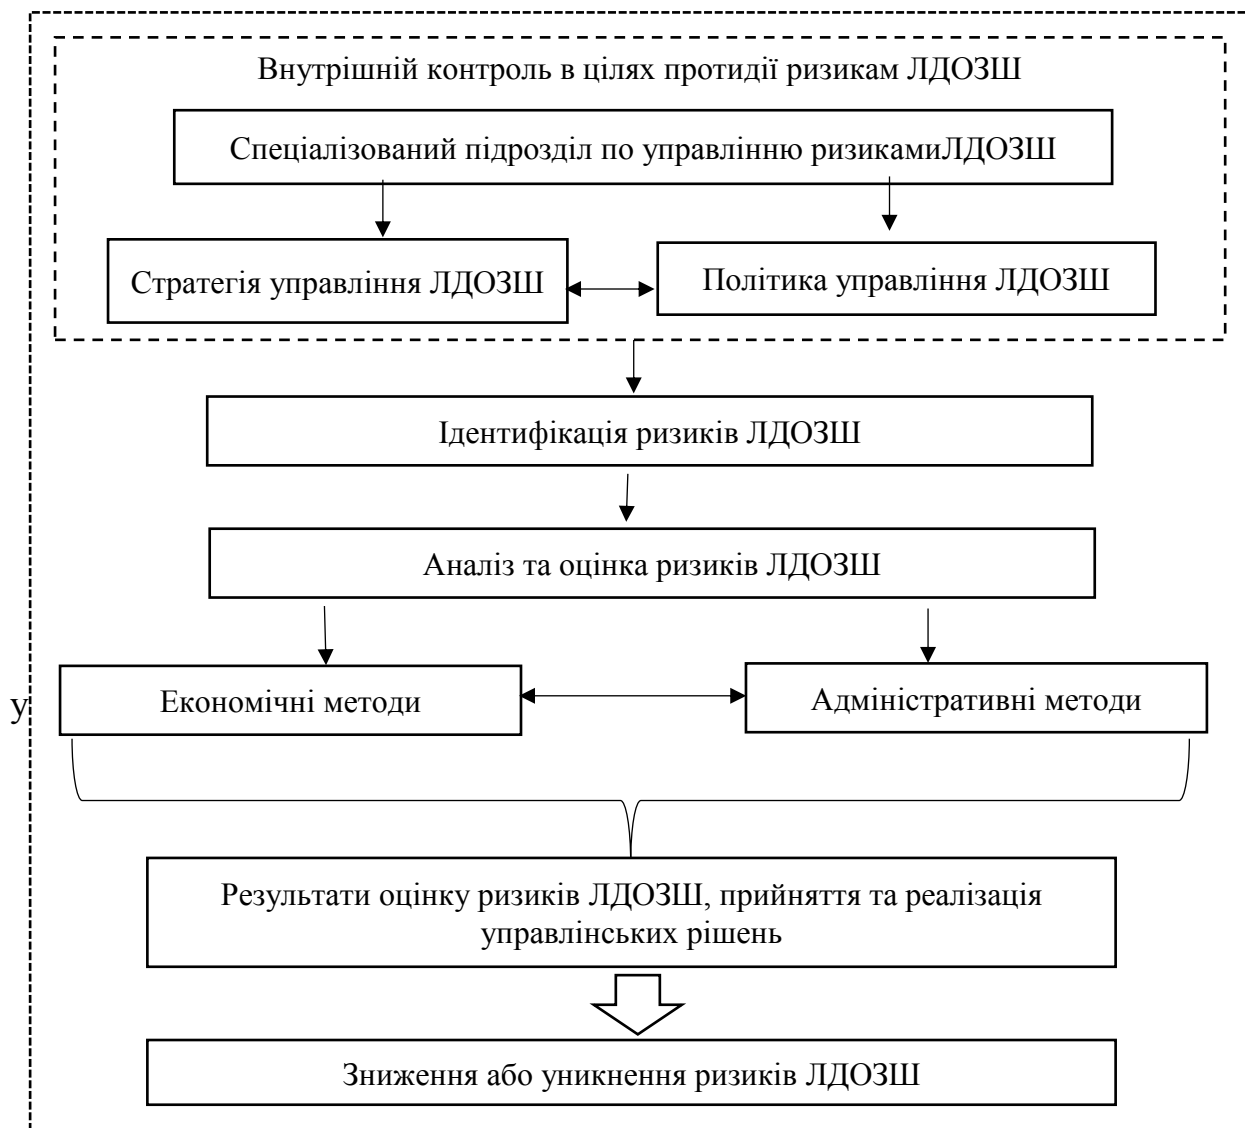 Внутрішній контроль в цілях протидії ризикам ЛДОЗШ
Спеціалізований підрозділ по управлінню ризикамиЛДОЗШ
Стратегія управління ЛДОЗШ
Політика управління ЛДОЗШ
Ідентифікація ризиків ЛДОЗШ
Аналіз та оцінка ризиків ЛДОЗШ
у
Економічні методи
Адміністративні методи
Результати оцінку ризиків ЛДОЗШ, прийняття та реалізація
управлінських рішень
Зниження або уникнення ризиків ЛДОЗШ